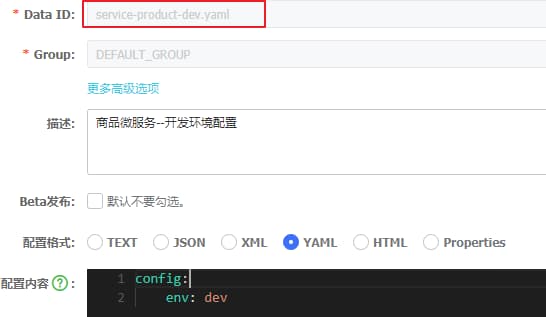 * Data ID: service-product-dev.yaml
* Group: DEFAULT_GROUP
更多高级选项
描述: 商品微服务--开发环境配置
Beta发布: 默认不要勾选。
配置格式: TEXT JSON XML YAML HTML Properties
配置内容 ? : 1 config:
2 env: dev